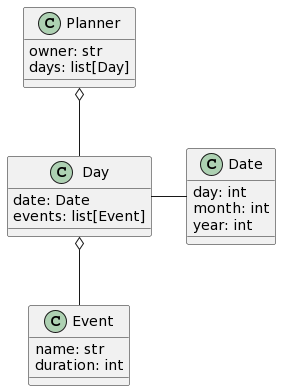 C Planner
owner: str
days: list[Day]
C Day
date: Date
events: list[Event]
C Date
day: int
month: int
year: int
C Event
name: str
duration: int